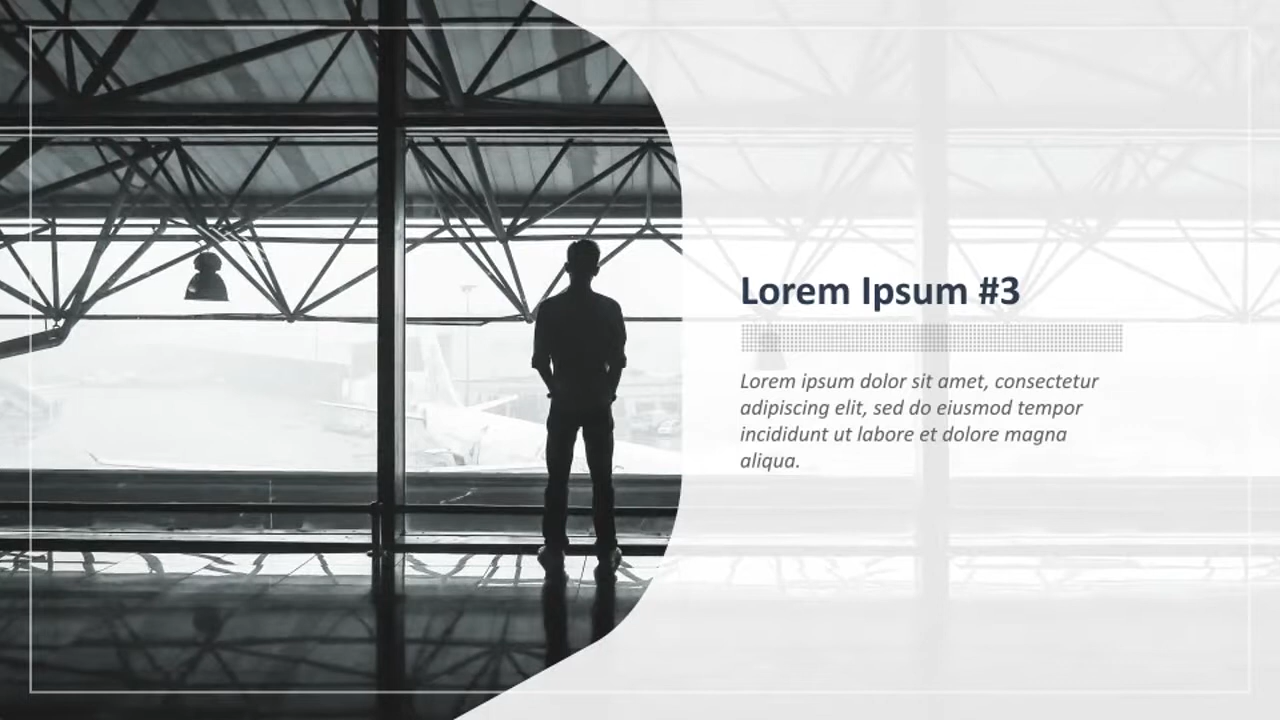 Lorem Ipsum #3
Lorem ipsum dolor sit amet, consectetur
adipiscing elit, sed do eiusmod tempor
incididunt ut labore et dolore magna
aliqua.